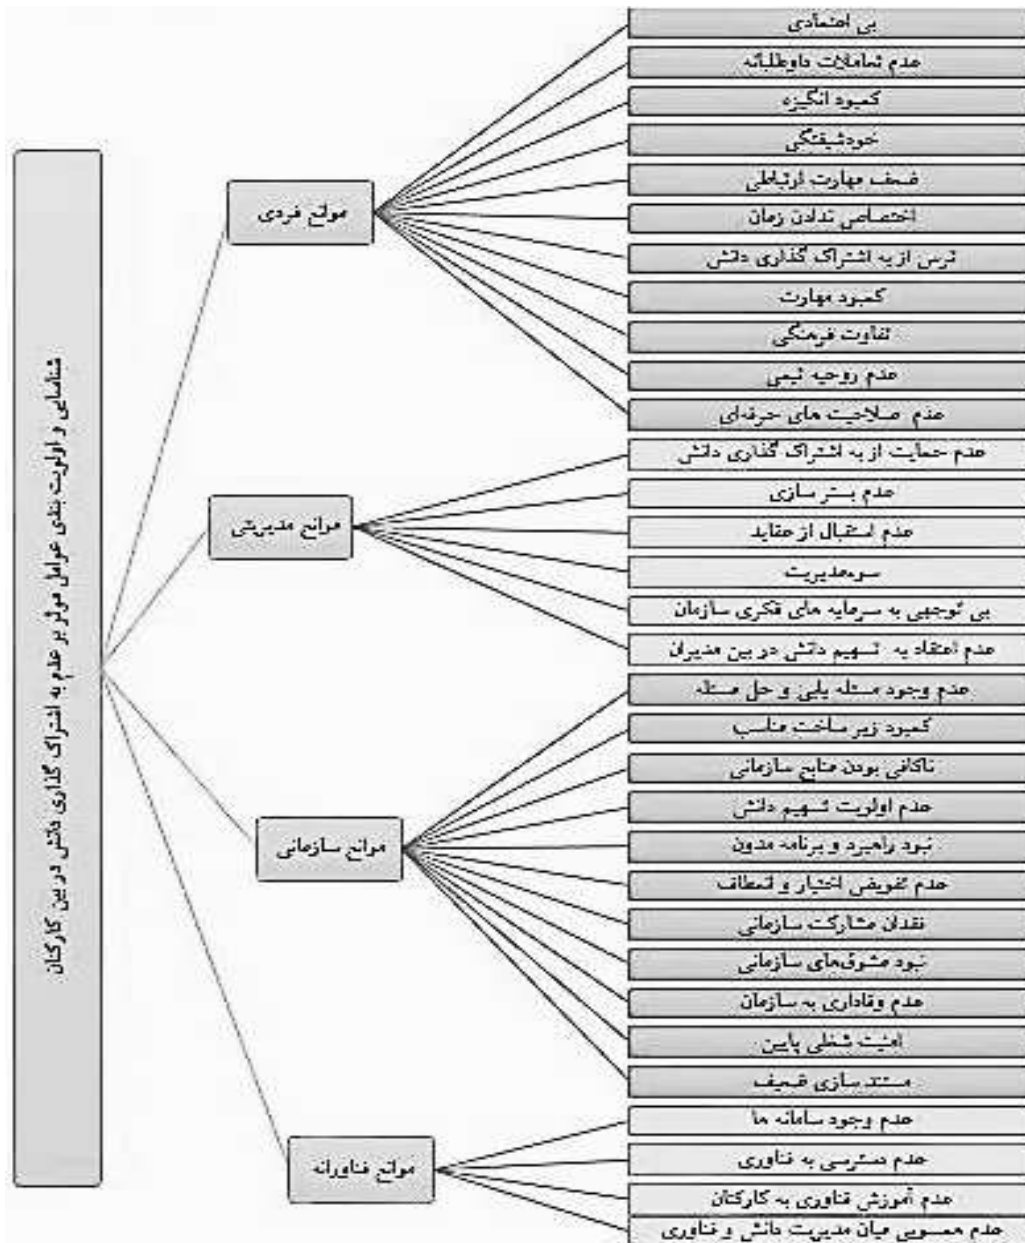 شناسایی و اولویت بندی عوامل موثر بر عدم به اشتراک گذاری دانش در بین کارکنان
موانع فردی
بی اعتمادی
عدم تعاملات داوطلبانه
کمبود انگیزه
خودشیفتگی
ضعف مهارت ارتباطی
اختصاص ندادن زمان
ترس از به اشتراک گذاری دانش
کمبود مهارت
تفاوت فرهنگی
عدم روحیه تیمی
عدم صلاحیت های حرفه‌ای
موانع مدیریتی
عدم حمایت از به اشتراک گذاری دانش
عدم بستر سازی
عدم استقبال از عقاید
سوءمدیریت
بی توجهی به سرمایه های فکری سازمان
عدم اعتقاد به تسهیم دانش در بین مدیران
موانع سازمانی
عدم وجود مسئله یابی و حل مسئله
کمبود زیر ساخت مناسب
ناکافی بودن منابع سازمانی
عدم اولویت تسهیم دانش
نبود راهبرد و برنامه مدون
عدم تفویض اختیار و انعطاف
فقدان مشارکت سازمانی
نبود مشوق‌های سازمانی
عدم وفاداری به سازمان
امنیت شغلی پایین
مستند سازی ضعیف
موانع فناورانه
عدم وجود سامانه ها
عدم دسترسی به فناوری
عدم آموزش فناوری به کارکنان
عدم همسویی میان مدیریت دانش و فناوری